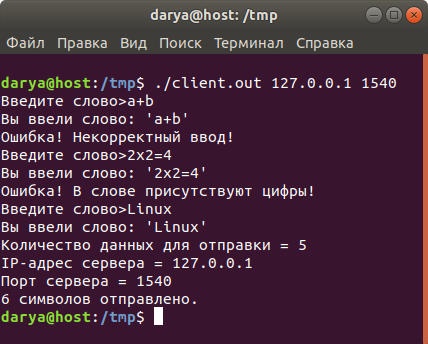 darya@host: /tmp
Файл Правка Вид Поиск Терминал Справка
darya@host:/tmp$ ./client.out 127.0.0.1 1540
Введите слово>a+b
Вы ввели слово: 'a+b'
Ошибка! Некорректный ввод!
Введите слово>2x2=4
Вы ввели слово: '2x2=4'
Ошибка! В слове присутствуют цифры!
Введите слово>Linux
Вы ввели слово: 'Linux'
Количество данных для отправки = 5
IP-адрес сервера = 127.0.0.1
Порт сервера = 1540
6 символов отправлено.
darya@host:/tmp$